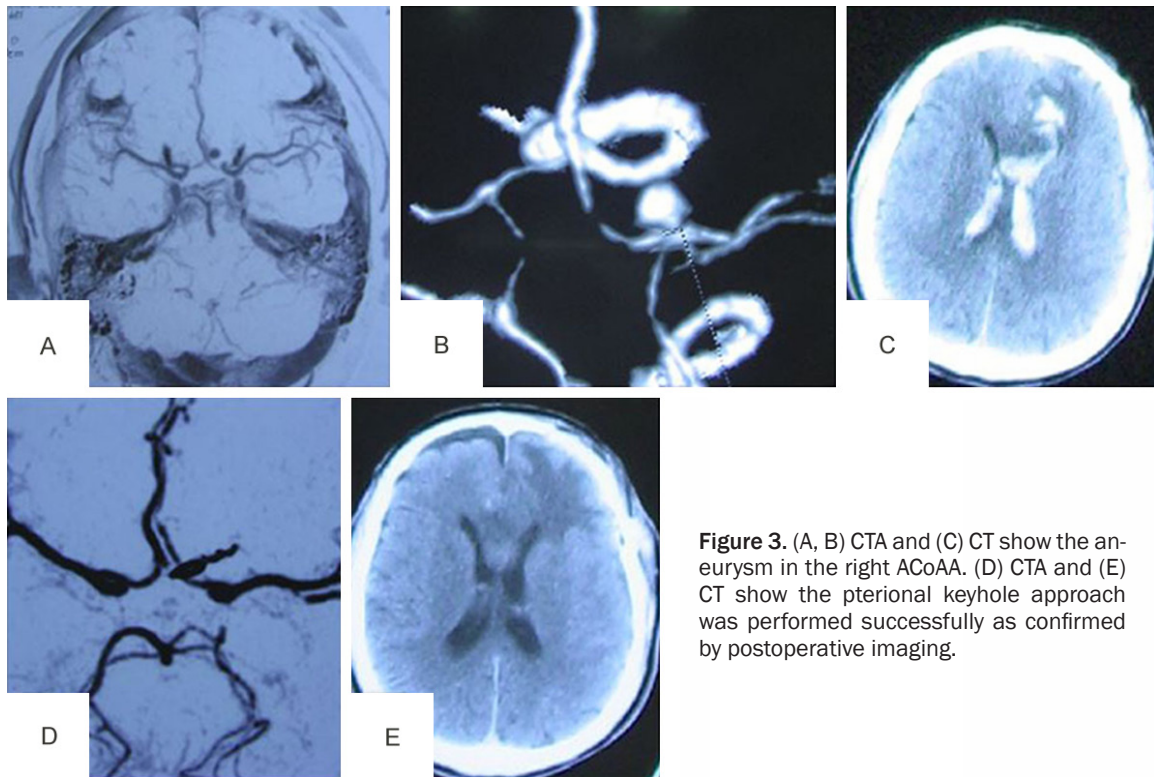 A
B
C
D
E
Figure 3. (A, B) CTA and (C) CT show the an-
eurysm in the right ACoAA. (D) CTA and (E)
CT show the pterional keyhole approach
was performed successfully as confirmed
by postoperative imaging.